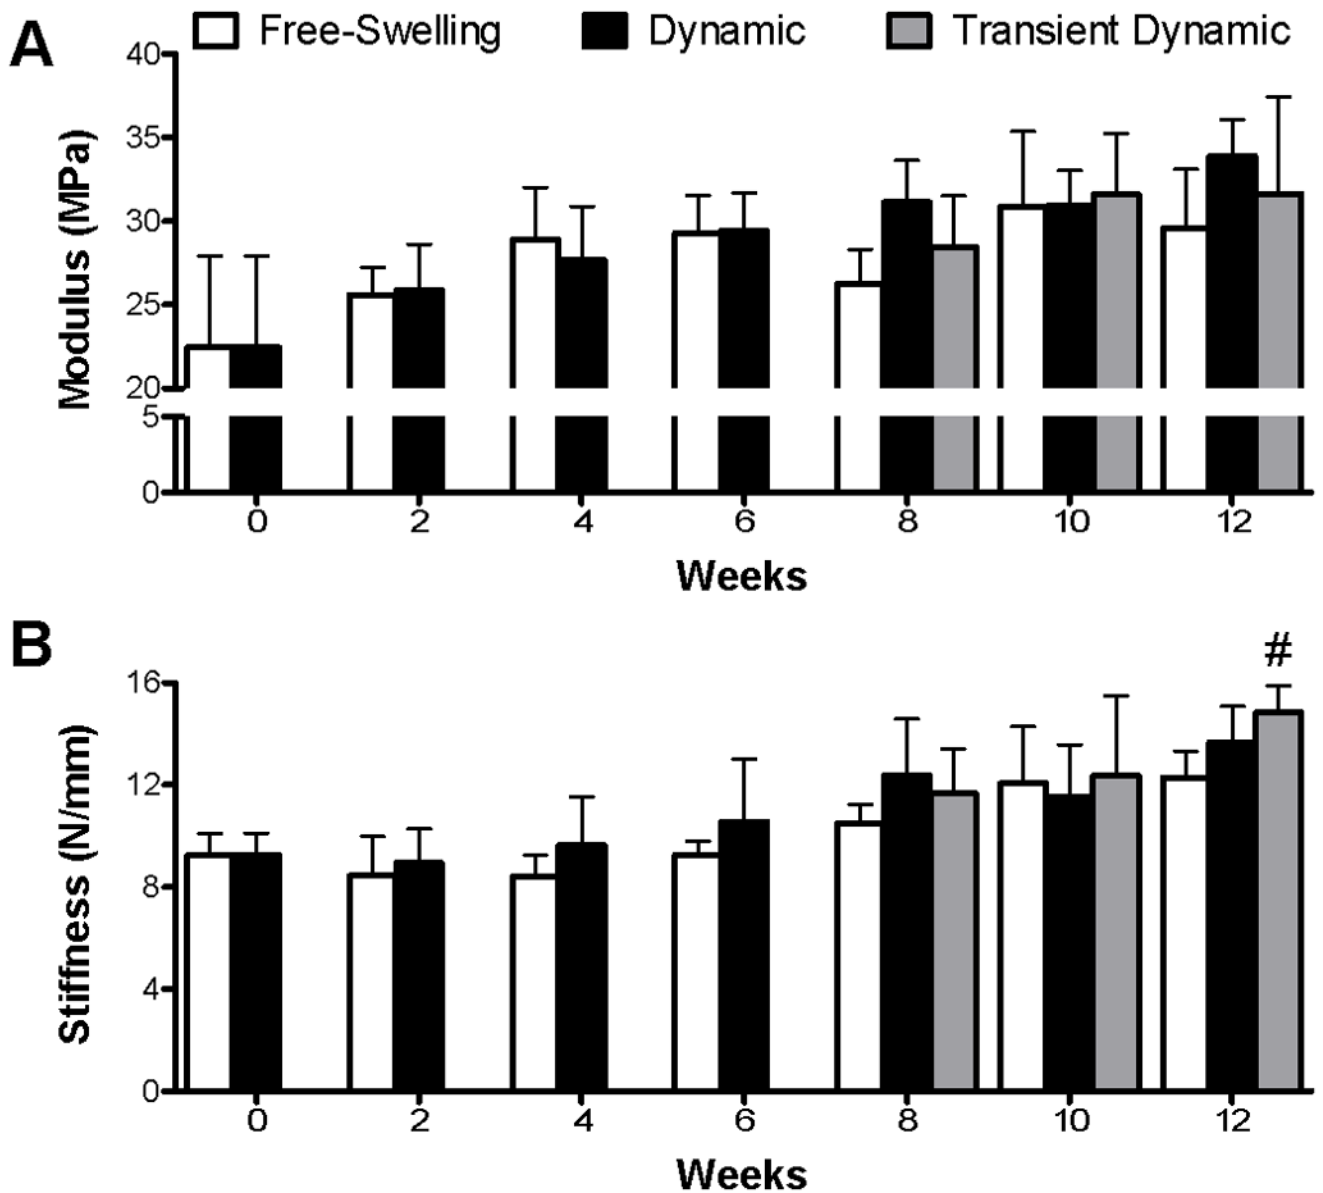 A
Free-Swelling Dynamic Transient Dynamic
40
35
30
25
20
5
0
Modulus (MPa)
0 2 4 6 8 10 12
Weeks
B
#
16
12
8
4
0
Stiffness (N/mm)
0 2 4 6 8 10 12
Weeks